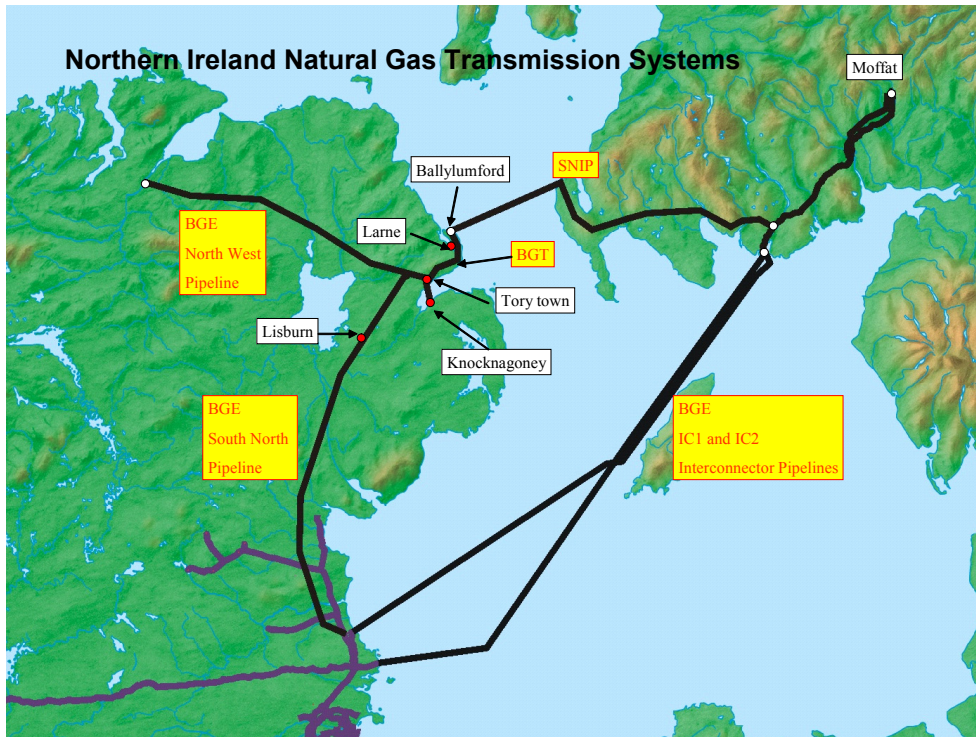 Northern Ireland Natural Gas Transmission Systems
Moffat
Ballylumford
SNIP
BGE
North West
Pipeline
Larne
BGT
Tory town
Lisburn
Knocknagoney
BGE
South North
Pipeline
BGE
IC1 and IC2
Interconnector Pipelines